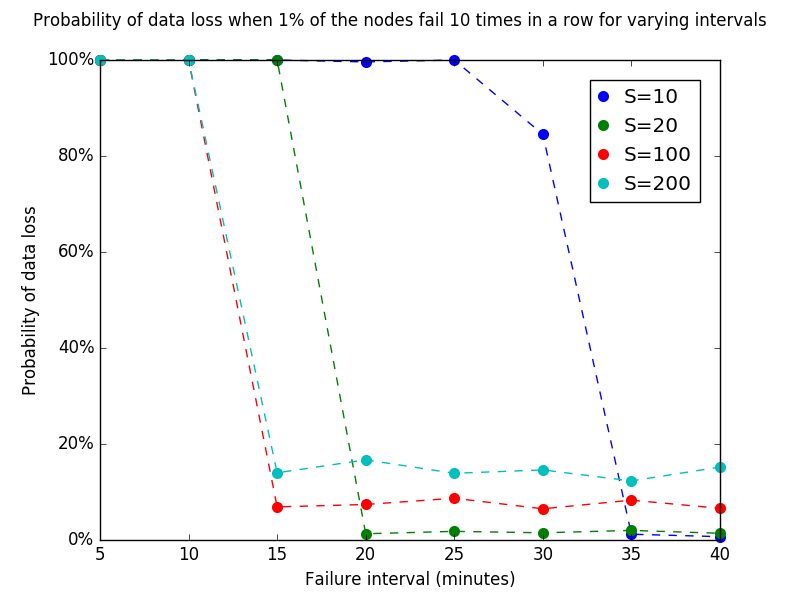 Probability of data loss when 1% of the nodes fail 10 times in a row for varying intervals
100%
80%
60%
40%
20%
0%
Probability of data loss
S=10
S=20
S=100
S=200
5 10 15 20 25 30 35 40
Failure interval (minutes)